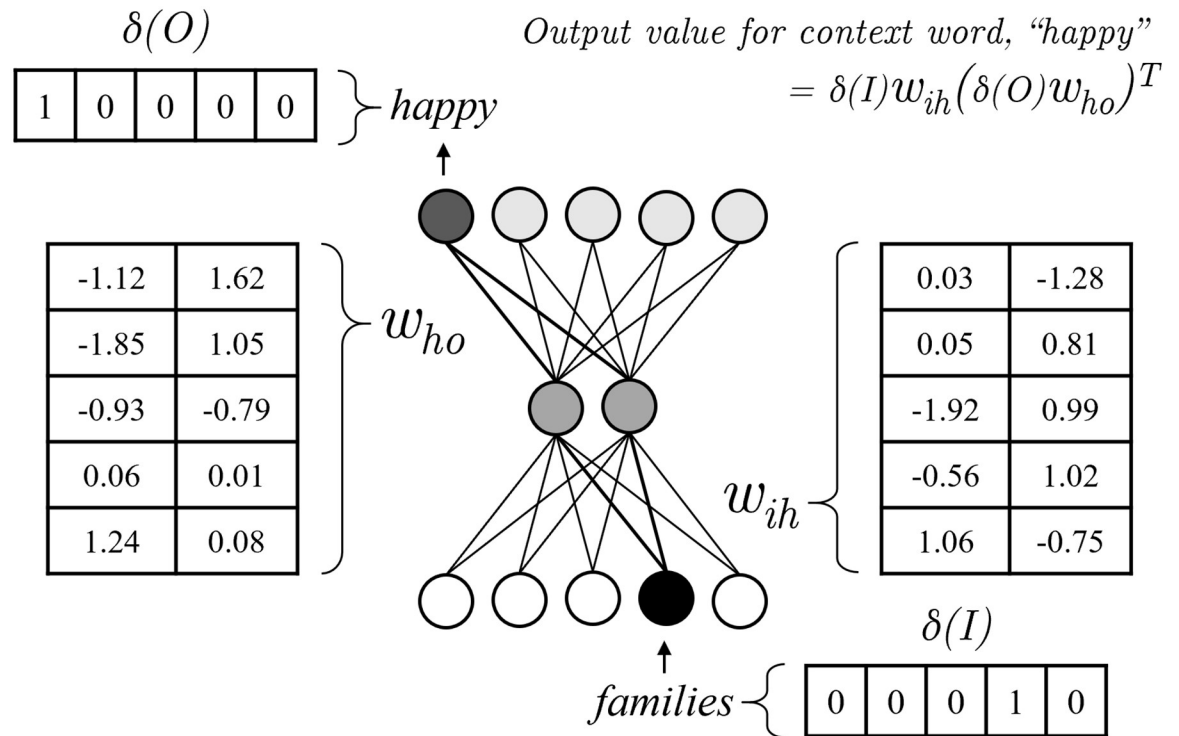 δ(O)
Output value for context word, “happy”
= δ(I)w_ih(δ(O)w_ho)^T
1 0 0 0 0
happy
-1.12 1.62
-1.85 1.05
-0.93 -0.79
0.06 0.01
1.24 0.08
w_ho
0.03 -1.28
0.05 0.81
-1.92 0.99
-0.56 1.02
1.06 -0.75
w_ih
δ(I)
families
0 0 0 1 0